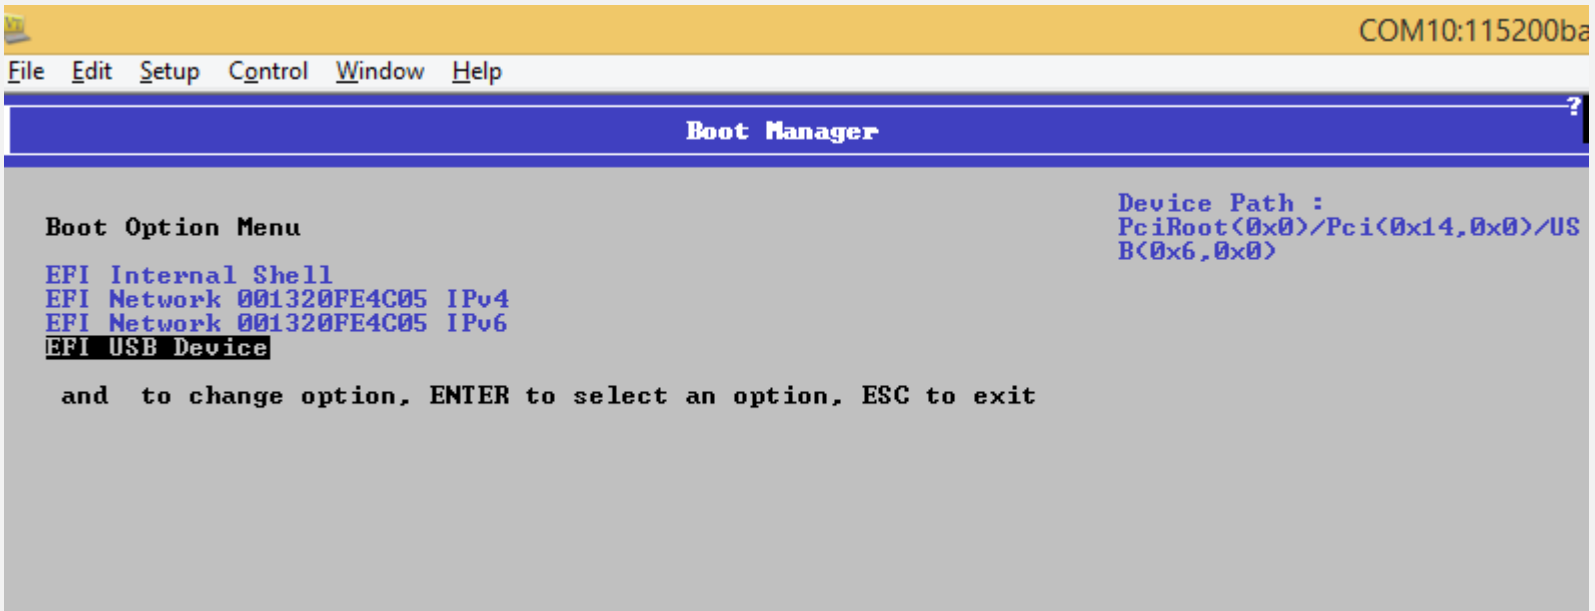 COM10:115200ba
File Edit Setup Control Window Help
?
Boot Manager
Boot Option Menu
EFI Internal Shell
EFI Network 001320FE4C05 IPv4
EFI Network 001320FE4C05 IPv6
EFI USB Device
and to change option, ENTER to select an option, ESC to exit
Device Path :
PciRoot(0x0)/Pci(0x14,0x0)/US
B(0x6,0x0)